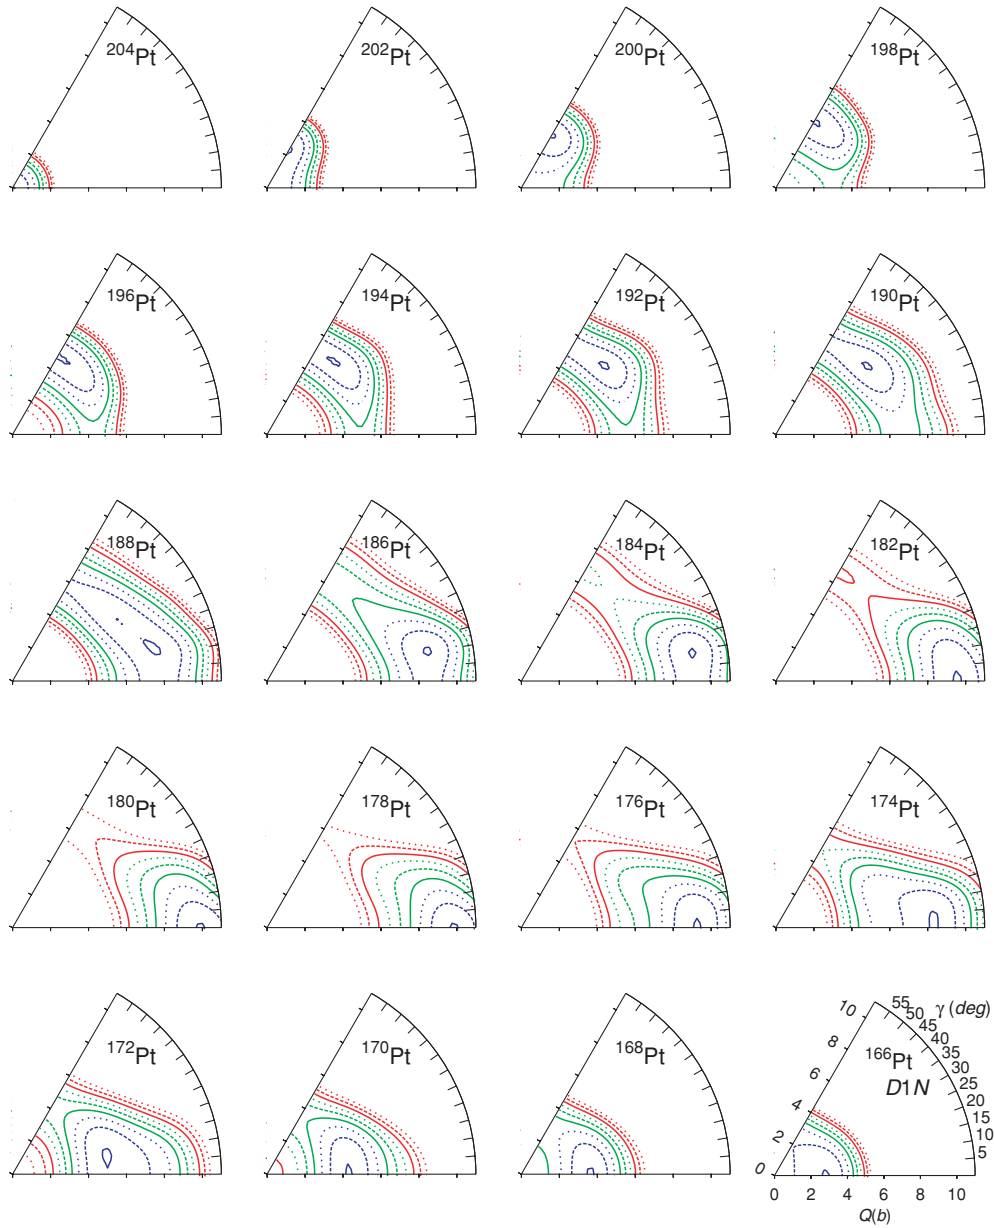 204Pt
202Pt
200Pt
198Pt
196Pt
194Pt
192Pt
190Pt
188Pt
186Pt
184Pt
182Pt
180Pt
178Pt
176Pt
174Pt
172Pt
170Pt
168Pt
166Pt
D1N
10
8
6
4
2
0
55
50
45
40
35
30
25
20
15
10
5
γ (deg)
0 2 4 6 8 10
Q(b)